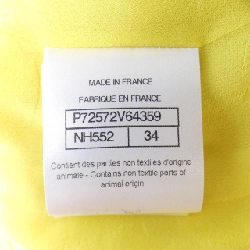 MADE IN FRANCE
FABRIQUE EN FRANCE
P72572V64359
NH552 34
Contient des parties non textiles d'origine
animale - Contains non textile parts of
animal origin